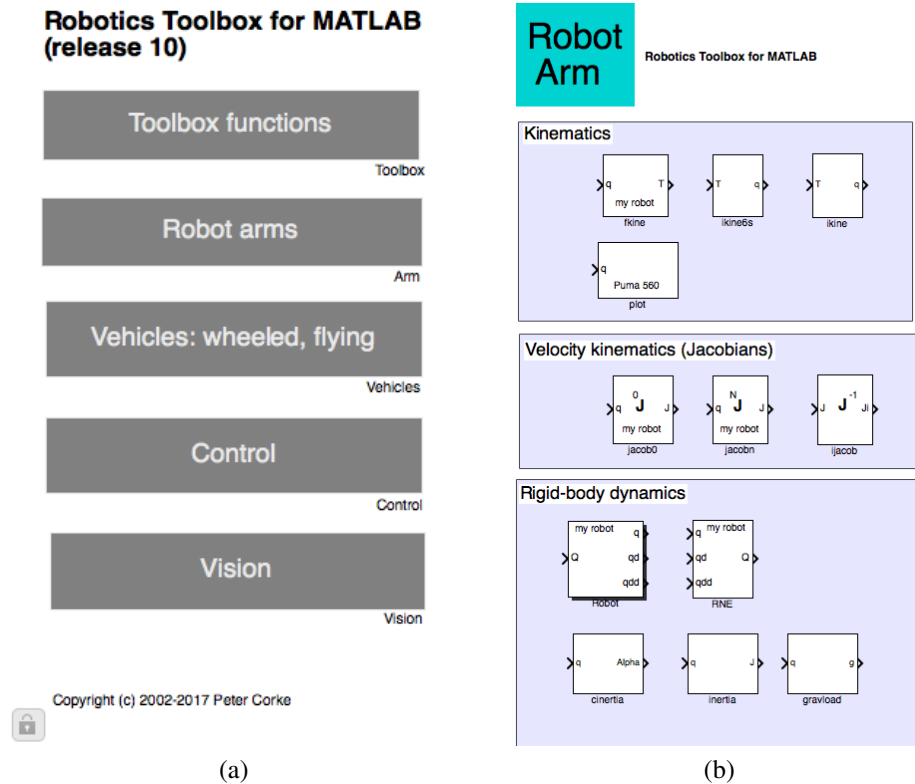 Robotics Toolbox for MATLAB
(release 10)
Toolbox functions
Toolbox
Robot arms
Arm
Vehicles: wheeled, flying
Vehicles
Control
Control
Vision
Vision
Copyright (c) 2002-2017 Peter Corke
(a)
Robot
Arm
Robotics Toolbox for MATLAB
Kinematics
q T
my robot
fkine
T q
ikine6s
T q
ikine
q
Puma 560
plot
Velocity kinematics (Jacobians)
0
q J J
my robot
jacob0
N
q J J
my robot
jacobn
J J-1 Ji
ijacob
Rigid-body dynamics
my robot
Q
q
qd
qdd
Robot
my robot
q
qd
qdd
Q
RNE
q Alpha
cinertia
q J
inertia
q g
gravload
(b)